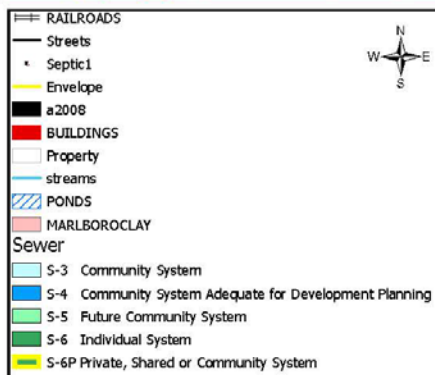 RAILROADS
Streets
N
Septic1
W E
Envelope
S
a2008
BUILDINGS
Property
streams
PONDS
MARLBOROCLAY
Sewer
S-3 Community System
S-4 Community System Adequate for Development Planning
S-5 Future Community System
S-6 Individual System
S-6P Private, Shared or Community System